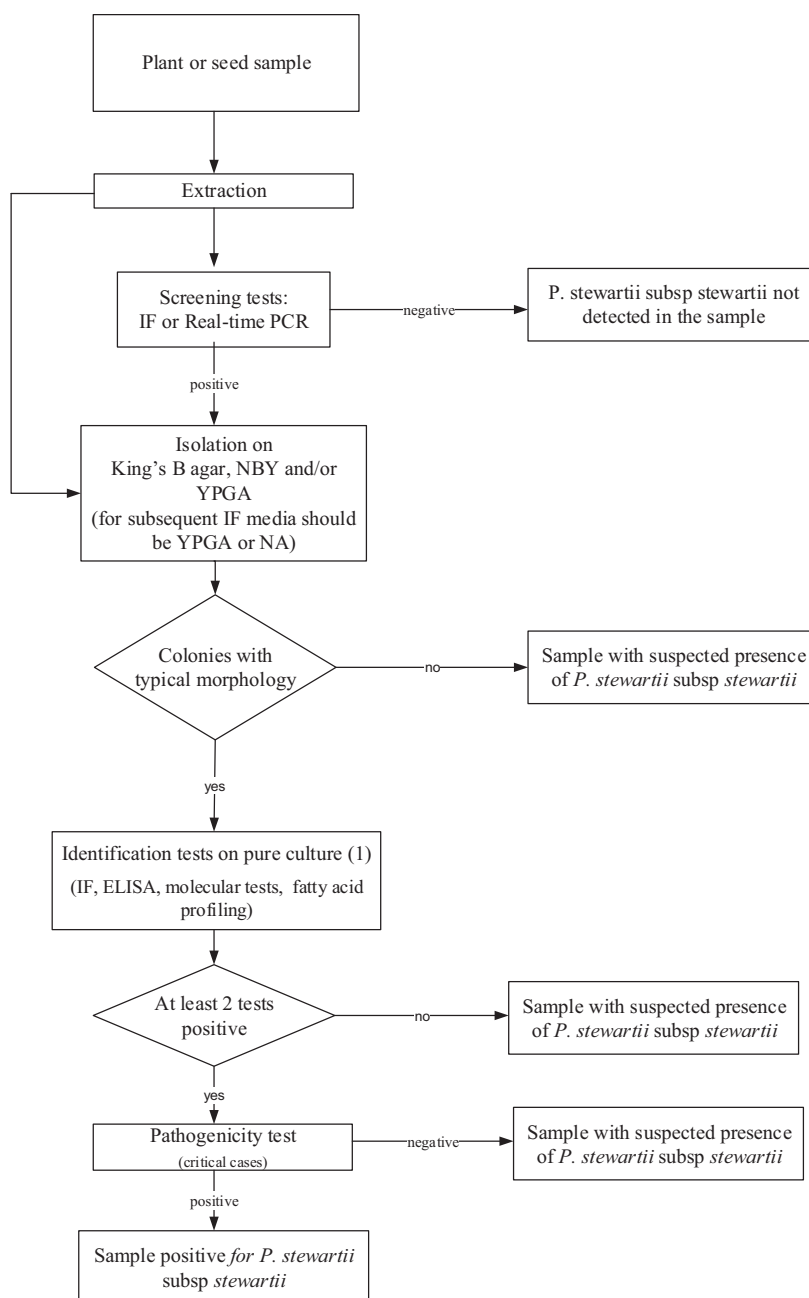 Plant or seed sample
Extraction
Screening tests:
IF or Real-time PCR
negative
P. stewartii subsp stewartii not
detected in the sample
positive
Isolation on
King's B agar, NBY and/or
YPGA
(for subsequent IF media should
be YPGA or NA)
Colonies with
typical morphology
no
Sample with suspected presence
of P. stewartii subsp stewartii
yes
Identification tests on pure culture (1)
(IF, ELISA, molecular tests, fatty acid
profiling)
At least 2 tests
positive
no
Sample with suspected presence
of P. stewartii subsp stewartii
yes
Pathogenicity test
(critical cases)
negative
Sample with suspected presence
of P. stewartii subsp stewartii
positive
Sample positive for P. stewartii
subsp stewartii